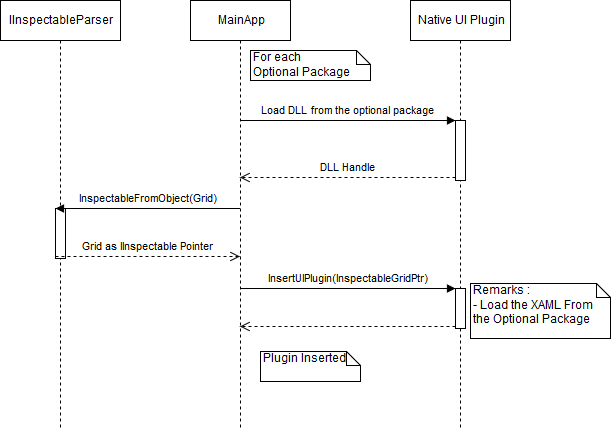 IInspectableParser
MainApp
Native UI Plugin
For each
Optional Package
Load DLL from the optional package
DLL Handle
InspectableFromObject(Grid)
Grid as IInspectable Pointer
InsertUIPlugin(InspectableGridPtr)
Remarks :
- Load the XAML From
the Optional Package
Plugin Inserted